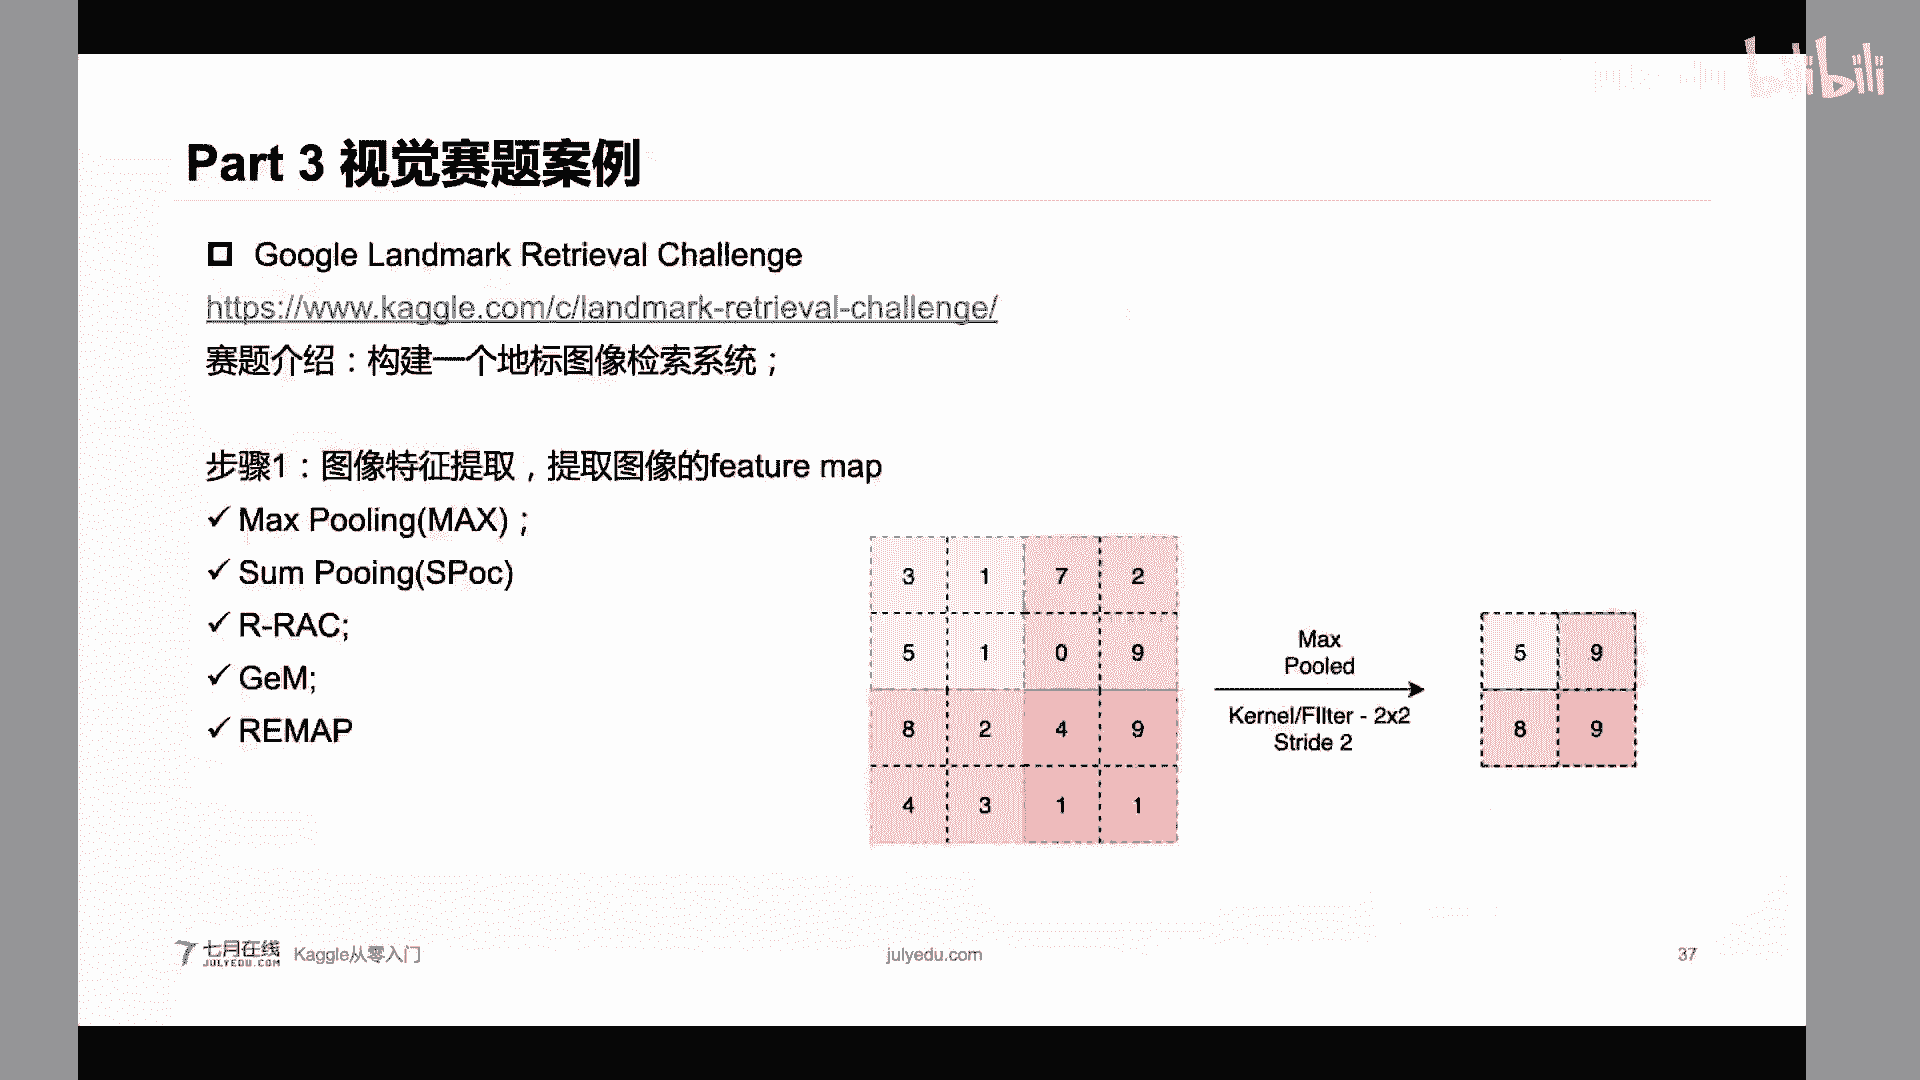 bilibili
Part 3 视觉赛题案例
Google Landmark Retrieval Challenge
https://www.kaggle.com/c/landmark-retrieval-challenge/
赛题介绍：构建一个地标图像检索系统；
步骤1：图像特征提取，提取图像的feature map
Max Pooling(MAX)；
Sum Pooing(SPoc)
R-RAC;
GeM;
REMAP
3 1 7 2
5 1 0 9
8 2 4 9
4 3 1 1
Max
Pooled
Kernel/FIlter - 2x2
Stride 2
5 9
8 9
七月在线
JULYEDU.COM
Kaggle从零入门
julyedu.com
37